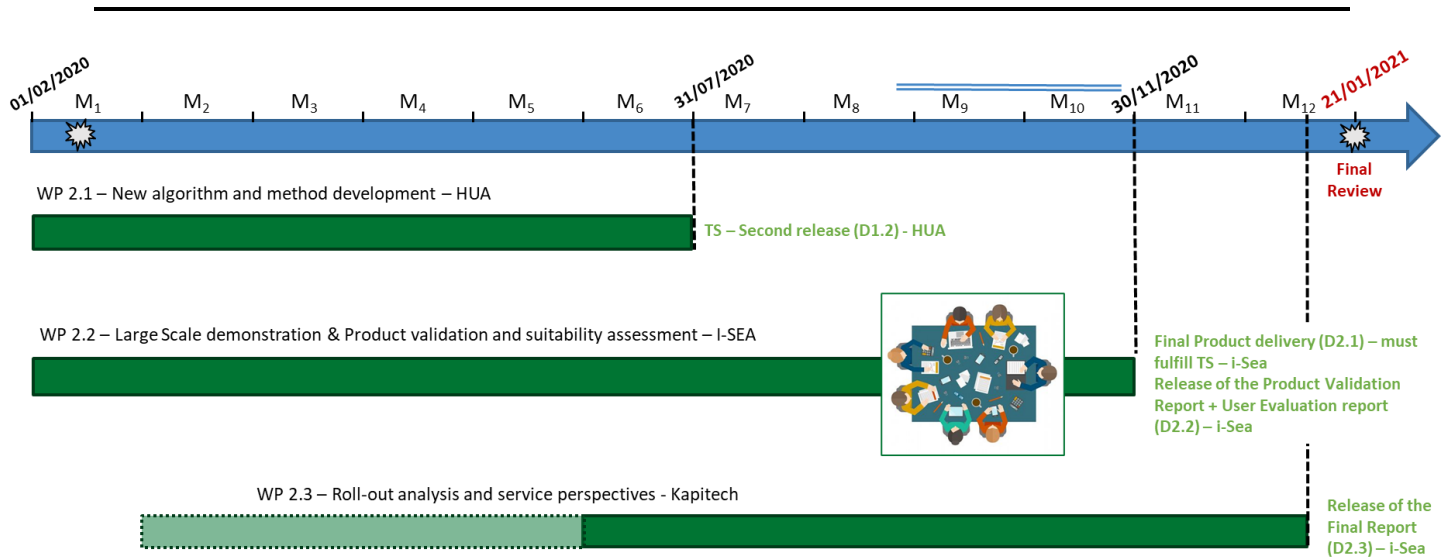 01/02/2020
31/07/2020
30/11/2020
21/01/2021
M1 M2 M3 M4 M5 M6 M7 M8 M9 M10 M11 M12
Final
Review
WP 2.1 – New algorithm and method development – HUA
TS – Second release (D1.2) - HUA
WP 2.2 – Large Scale demonstration & Product validation and suitability assessment – I-SEA
Final Product delivery (D2.1) – must
fulfill TS – i-Sea
Release of the Product Validation
Report + User Evaluation report
(D2.2) – i-Sea
WP 2.3 – Roll-out analysis and service perspectives - Kapitech
Release of the
Final Report
(D2.3) – i-Sea